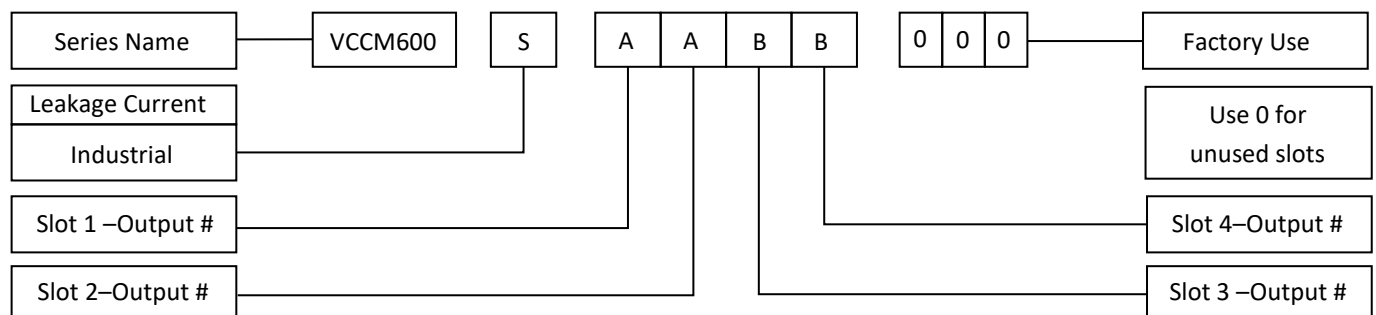 Series Name VCCM600 S A A B B 0 0 0 Factory Use
Leakage Current
Industrial
Use 0 for
unused slots
Slot 1 –Output #
Slot 4–Output #
Slot 2–Output #
Slot 3 –Output #